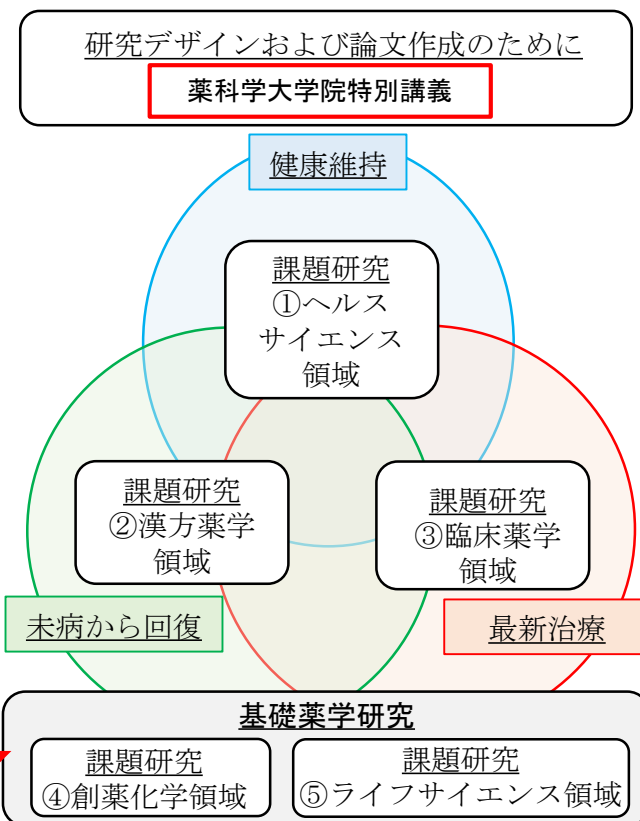 研究デザインおよび論文作成のために
薬科学大学院特別講義
健康維持
課題研究
①ヘルス
サイエンス
領域
課題研究
②漢方薬学
領域
課題研究
③臨床薬学
領域
未病から回復
最新治療
基礎薬学研究
課題研究
④創薬化学領域
課題研究
⑤ライフサイエンス領域